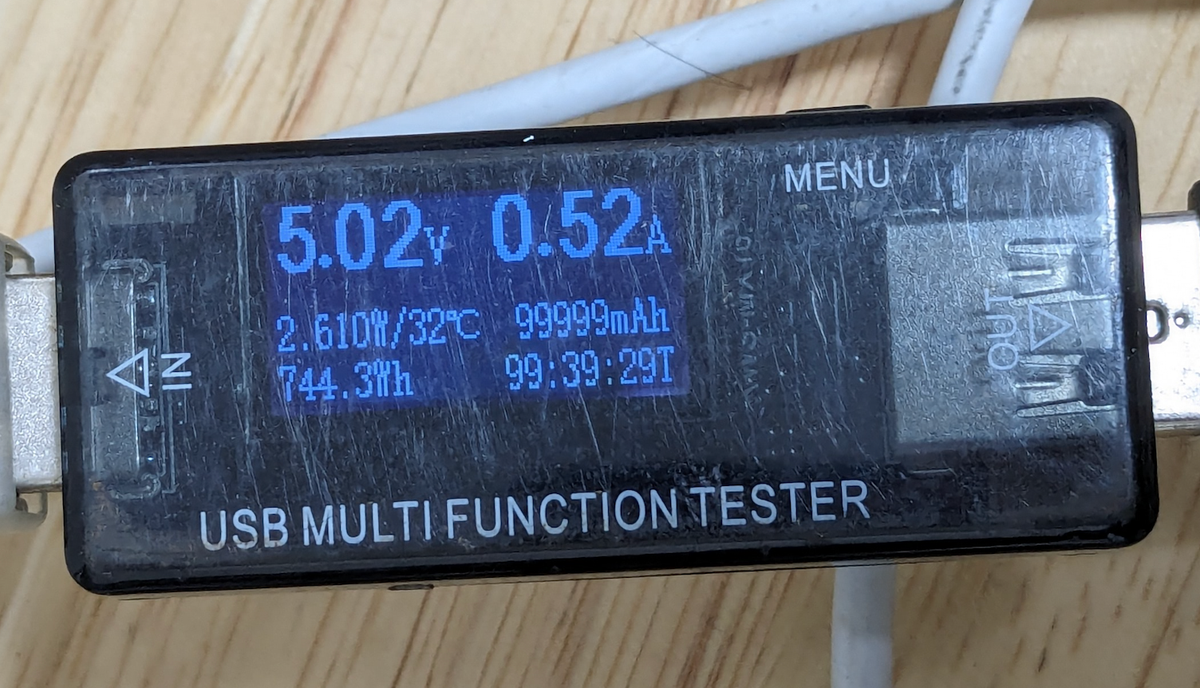 MENU
5.02V 0.52A
2.610W/32℃ 99999mAh
744.3Wh 99:39:29T
IN
OUT
USB MULTI FUNCTION TESTER